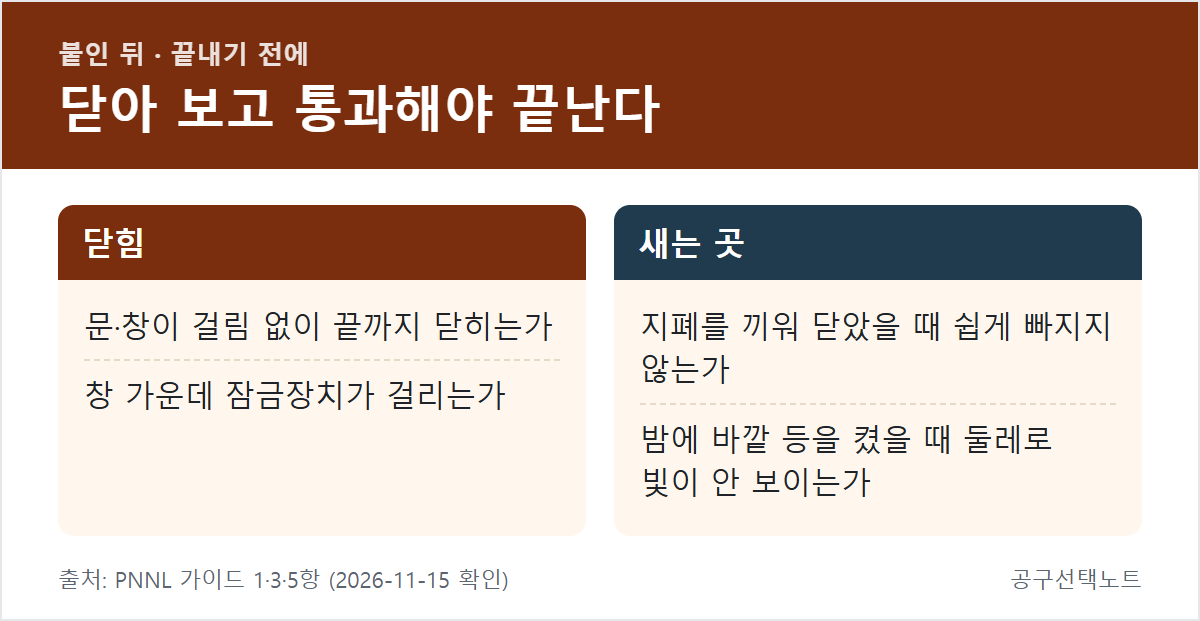 붙인 뒤 · 끝내기 전에
닫아 보고 통과해야 끝난다
닫힘
문·창이 걸림 없이 끝까지 닫히는가
창 가운데 잠금장치가 걸리는가
새는 곳
지폐를 끼워 닫았을 때 쉽게 빠지지
않는가
밤에 바깥 등을 켰을 때 둘레로
빛이 안 보이는가
출처: PNNL 가이드 1·3·5항 (2026-11-15 확인)
공구선택노트